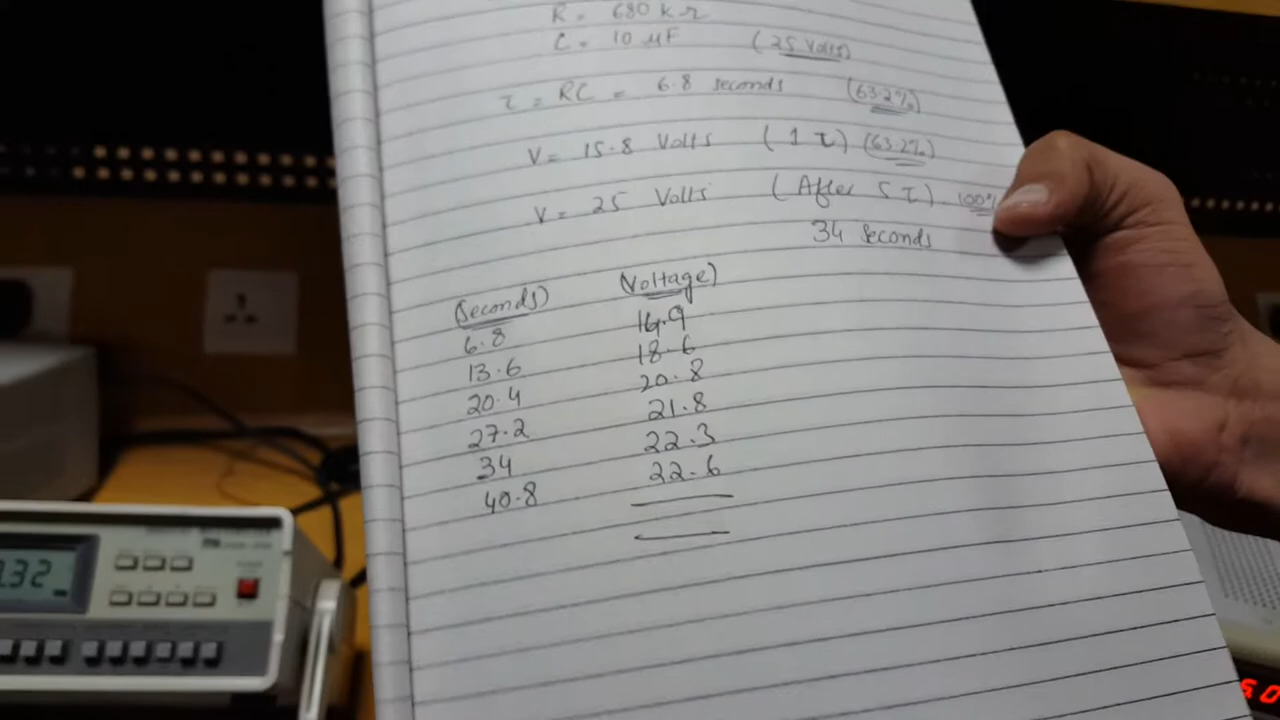 R = 680 k Ω
C = 10 μF (25 Volts)
τ = RC = 6.8 seconds (63.2%)
V = 15.8 Volts (1 τ) (63.2%)
V = 25 Volts (After 5 τ) 100%
34 seconds
(Seconds) (Voltage)
6.8 14.9
13.6 18.6
20.4 20.8
27.2 21.8
34 22.3
40.8 22.6
.32